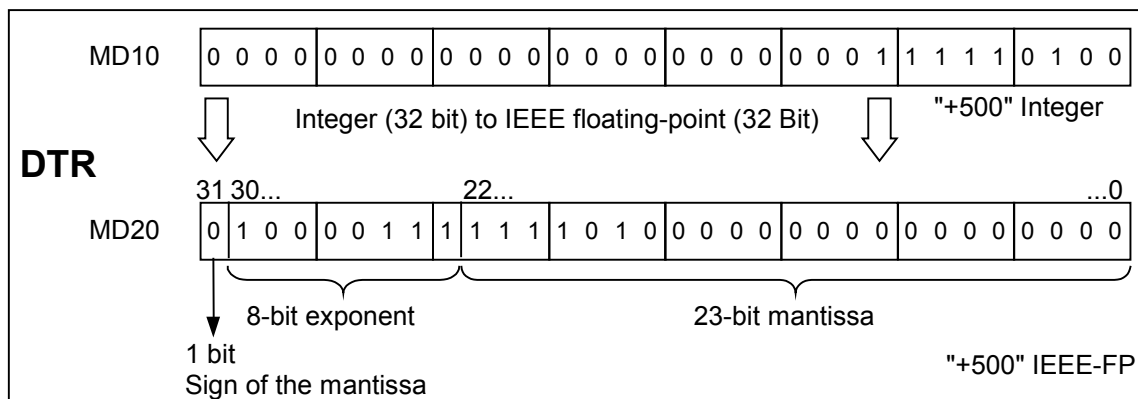 MD10 0 0 0 0 0 0 0 0 0 0 0 0 0 0 0 0 0 0 0 0 0 0 0 1 1 1 1 1 0 1 0 0
Integer (32 bit) to IEEE floating-point (32 Bit) "+500" Integer
DTR
31 30... 22... ...0
MD20 0 1 0 0 0 0 1 1 1 1 1 1 1 0 1 0 0 0 0 0 0 0 0 0 0 0 0 0 0 0 0 0
8-bit exponent 23-bit mantissa
1 bit
Sign of the mantissa "+500" IEEE-FP